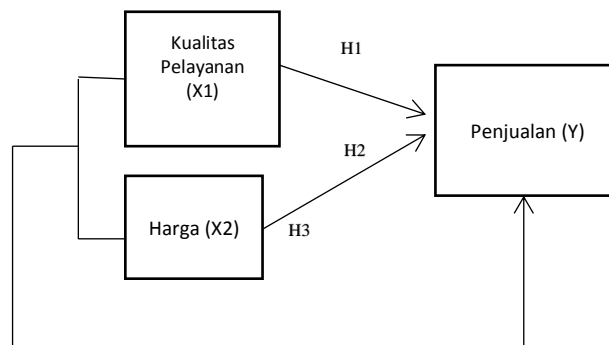 Kualitas
Pelayanan
(X1)
H1
Penjualan (Y)
H2
Harga (X2)
H3